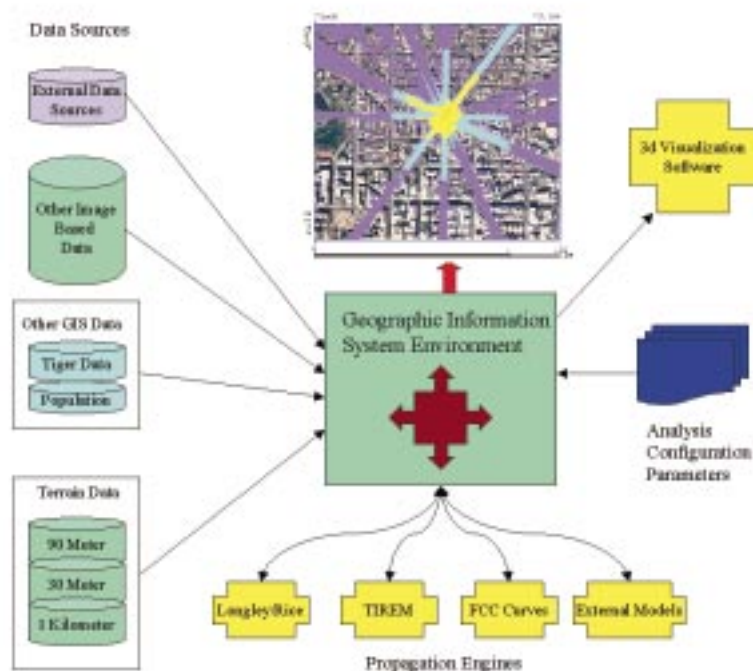 Data Sources
External Data
Sources
Other Image
Based
Data
Other GIS Data
Tiger Data
Population
Terrain Data
90 Meter
30 Meter
1 Kilometer
Geographic Information
System Environment
3d Visualization
Software
Analysis
Configuration
Parameters
Longley/Rice
TIREM
FCC Curves
External Models
Propagation Engines